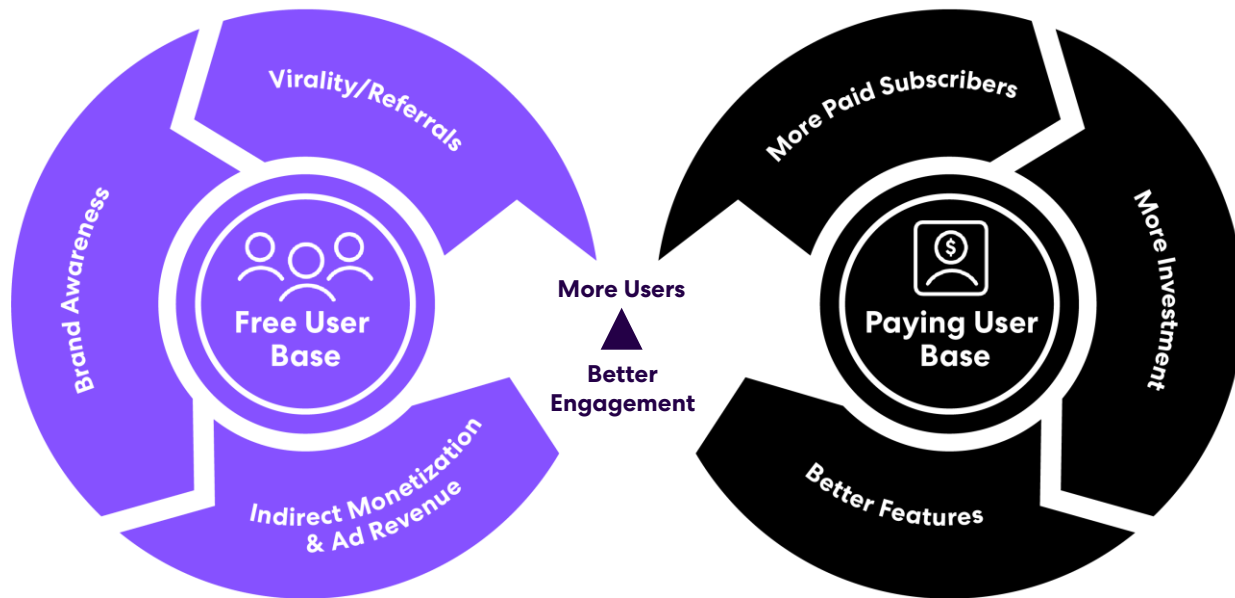 Virality/Referrals
Brand Awareness
Free User
Base
Indirect Monetization
& Ad Revenue
More Users
Better
Engagement
More Paid Subscribers
More Investment
$
Paying User
Base
Better Features